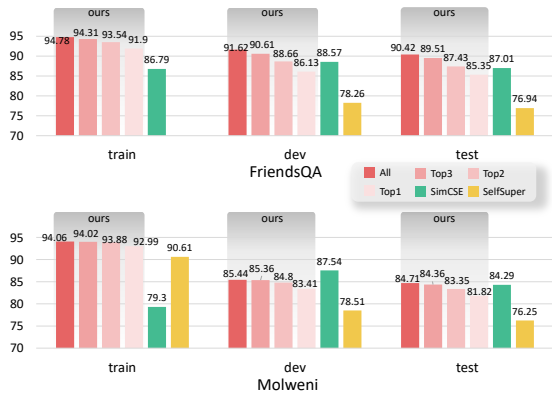 ours ours ours
95
90
85
80
75
70
94.78 94.31 93.54 91.9 86.79
91.62 90.61 88.66 86.13 88.57 78.26
90.42 89.51 87.43 85.35 87.01 76.94
train dev test
FriendsQA
All Top3 Top2
Top1 SimCSE SelfSuper
ours ours ours
95
90
85
80
75
70
94.06 94.02 93.88 92.99 79.3 90.61
85.44 85.36 84.8 83.41 87.54 78.51
84.71 84.36 83.35 81.82 84.29 76.25
train dev test
Molweni